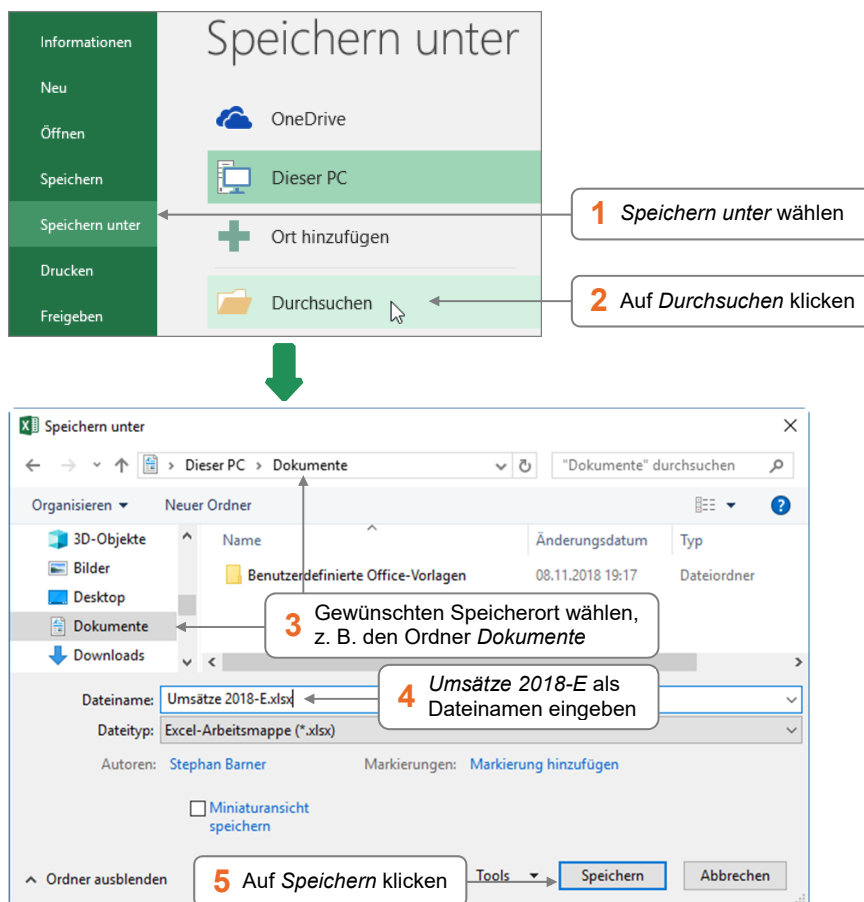 Speichern unter
Informationen
Neu
Öffnen
Speichern
Speichern unter
Drucken
Freigeben
OneDrive
Dieser PC
Ort hinzufügen
Durchsuchen
1 Speichern unter wählen
2 Auf Durchsuchen klicken
Speichern unter
Dieser PC > Dokumente
"Dokumente" durchsuchen
Organisieren Neuer Ordner
3D-Objekte
Bilder
Desktop
Dokumente
Downloads
Name Änderungsdatum Typ
Benutzerdefinierte Office-Vorlagen 08.11.2018 19:17 Dateiordner
3 Gewünschten Speicherort wählen,
z. B. den Ordner Dokumente
4 Umsätze 2018-E als
Dateinamen eingeben
Dateiname: Umsätze 2018-E.xlsx
Dateityp: Excel-Arbeitsmappe (*.xlsx)
Autoren: Stephan Barner Markierungen: Markierung hinzufügen
Miniaturansicht
speichern
Ordner ausblenden
5 Auf Speichern klicken
Tools Speichern Abbrechen